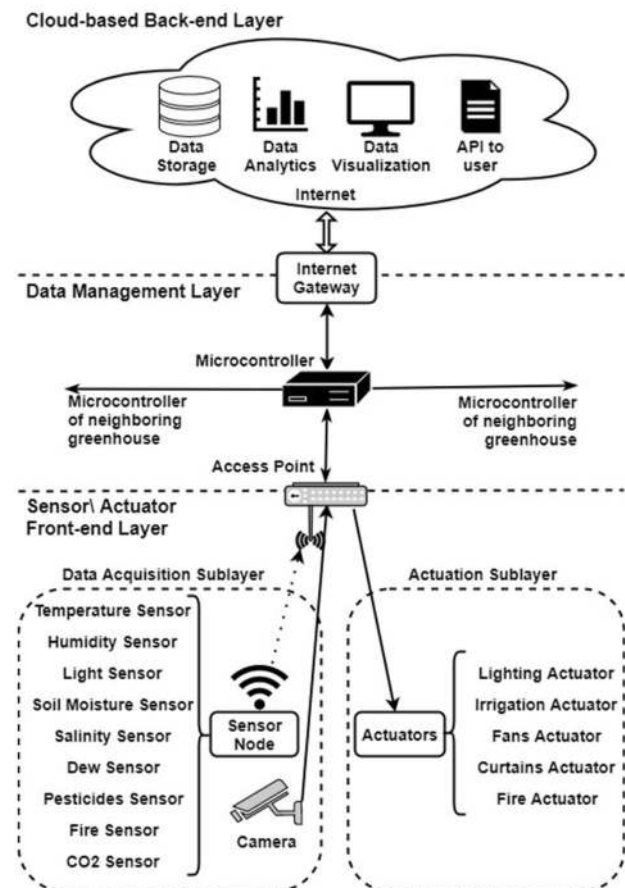 Cloud-based Back-end Layer
Data
Storage
Data
Analytics
Data
Visualization
API to
user
Internet
Internet
Gateway
Data Management Layer
Microcontroller
Microcontroller
of neighboring
greenhouse
Microcontroller
of neighboring
greenhouse
Access Point
Sensor\ Actuator
Front-end Layer
Data Acquisition Sublayer
Temperature Sensor
Humidity Sensor
Light Sensor
Soil Moisture Sensor
Salinity Sensor
Dew Sensor
Pesticides Sensor
Fire Sensor
CO2 Sensor
Sensor
Node
Camera
Actuation Sublayer
Actuators
Lighting Actuator
Irrigation Actuator
Fans Actuator
Curtains Actuator
Fire Actuator